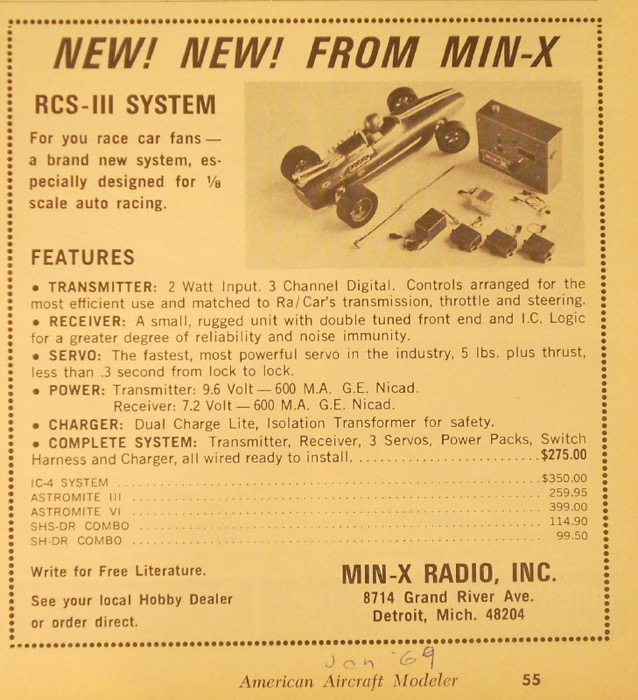 NEW! NEW! FROM MIN-X
RCS-III SYSTEM
For you race car fans —
a brand new system, es-
pecially designed for ⅛
scale auto racing.
MIN-X
FEATURES
• TRANSMITTER: 2 Watt Input. 3 Channel Digital. Controls arranged for the
most efficient use and matched to Ra/Car's transmission, throttle and steering.
• RECEIVER: A small, rugged unit with double tuned front end and I.C. Logic
for a greater degree of reliability and noise immunity.
• SERVO: The fastest, most powerful servo in the industry, 5 lbs. plus thrust,
less than .3 second from lock to lock.
• POWER: Transmitter: 9.6 Volt — 600 M.A. G.E. Nicad.
Receiver: 7.2 Volt — 600 M.A. G.E. Nicad.
• CHARGER: Dual Charge Lite, Isolation Transformer for safety.
• COMPLETE SYSTEM: Transmitter, Receiver, 3 Servos, Power Packs, Switch
Harness and Charger, all wired ready to install. . . . . . . . . . . . . . . . . . . . . . . . $275.00
IC-4 SYSTEM . . . . . . . . . . . . . . . . . . . . . . . . . . . . . . . . . . . . . . . . $350.00
ASTROMITE III . . . . . . . . . . . . . . . . . . . . . . . . . . . . . . . . . . . . . . . . 259.95
ASTROMITE VI . . . . . . . . . . . . . . . . . . . . . . . . . . . . . . . . . . . . . . . . 399.00
SHS-DR COMBO . . . . . . . . . . . . . . . . . . . . . . . . . . . . . . . . . . . . . . . . 114.90
SH-DR COMBO . . . . . . . . . . . . . . . . . . . . . . . . . . . . . . . . . . . . . . . . 99.50
Write for Free Literature.
See your local Hobby Dealer
or order direct.
MIN-X RADIO, INC.
8714 Grand River Ave.
Detroit, Mich. 48204
Jan '69
American Aircraft Modeler 55